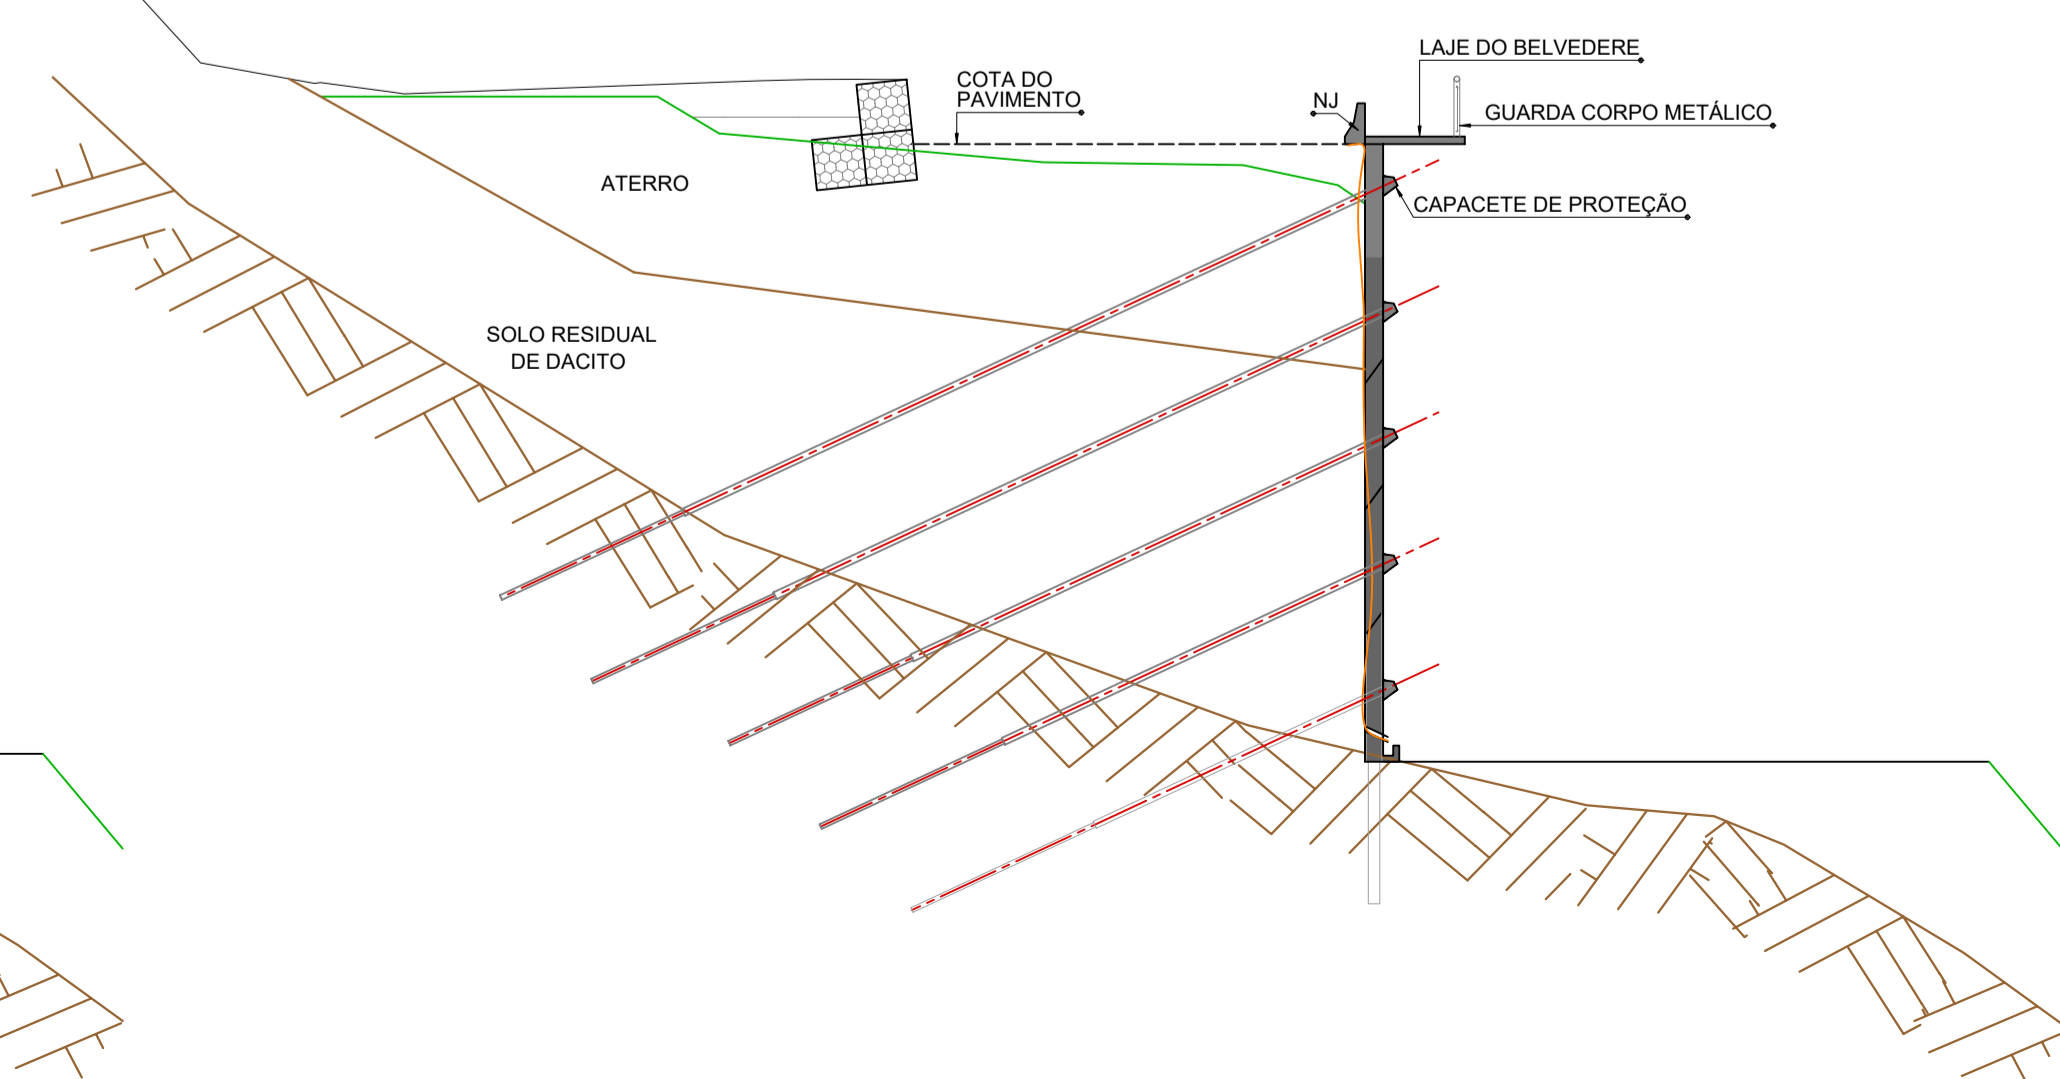 LAJE DO BELVEDERE
COTA DO
PAVIMENTO
NJ
GUARDA CORPO METÁLICO
ATERRO
CAPACETE DE PROTEÇÃO
SOLO RESIDUAL
DE DACITO